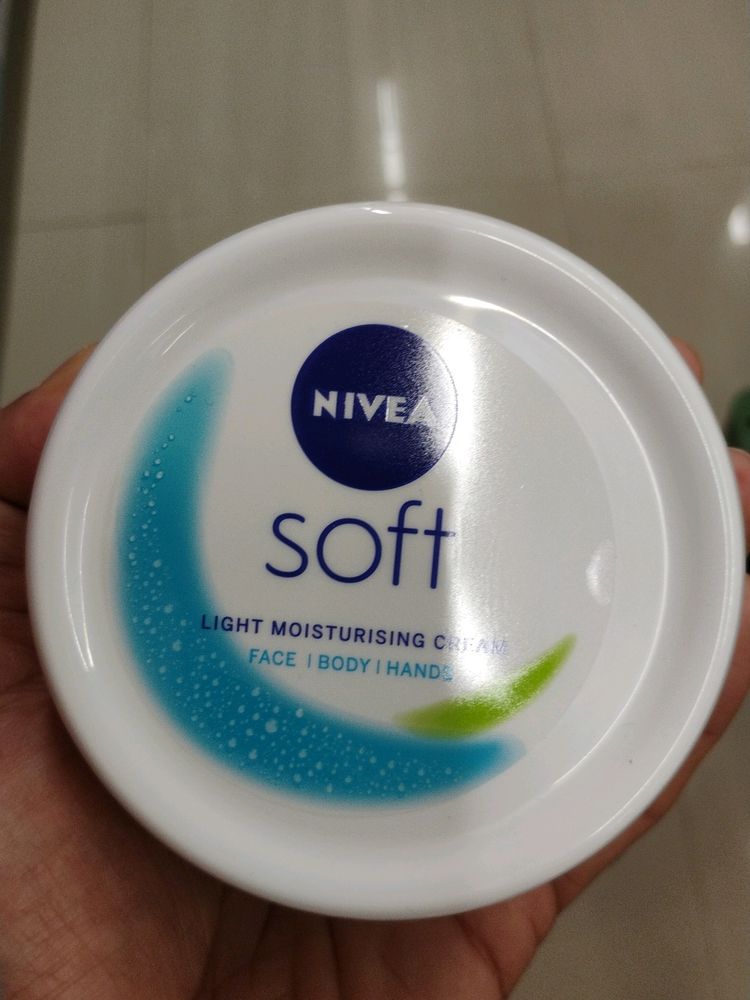 NIVEA
soft
LIGHT MOISTURISING CREAM
FACE | BODY | HANDS